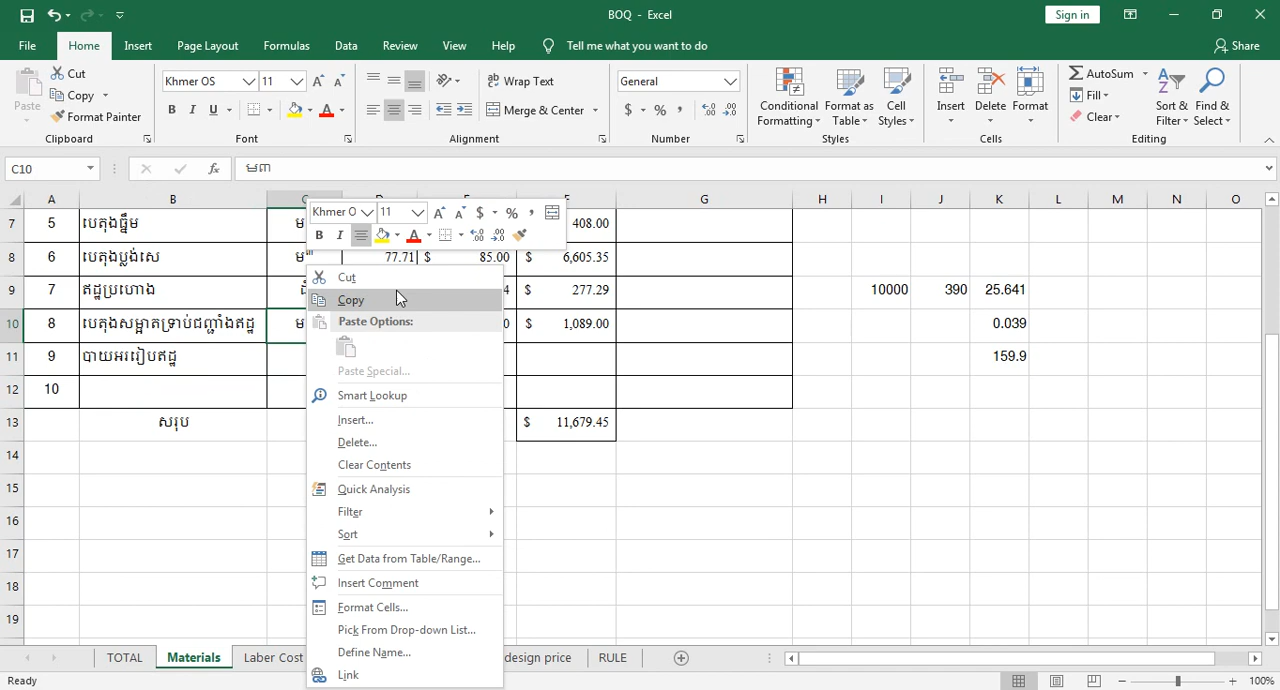 BOQ - Excel
Sign in
File Home Insert Page Layout Formulas Data Review View Help Tell me what you want to do Share
Paste Cut Copy Format Painter Clipboard
Khmer OS 11 B I U A Font
Wrap Text Merge & Center Alignment
General $ % , Number
Conditional Formatting Format as Table Cell Styles Styles
Insert Delete Format Cells
AutoSum Fill Clear Sort & Filter Find & Select Editing
C10 fx
A B C D E F G H I J K L M N O
7 5 បេតុងធ្នឹម 408.00
Khmer O 11 $ % ,
B I A
8 6 បេតុងប្លង់សេ ម 77.71 $ 85.00 $ 6,605.35
9 7 ឥដ្ឋប្រហោង 4 $ 277.29 10000 390 25.641
10 8 បេតុងសម្អាតទ្រាប់ជញ្ជាំងឥដ្ឋ 0 $ 1,089.00 0.039
11 9 បាយអររៀបឥដ្ឋ 159.9
12 10
13 សរុប $ 11,679.45
14
15
16
17
18
19
Cut
Copy
Paste Options:
Paste Special...
Smart Lookup
Insert...
Delete...
Clear Contents
Quick Analysis
Filter
Sort
Get Data from Table/Range...
Insert Comment
Format Cells...
Pick From Drop-down List...
Define Name...
Link
TOTAL Materials Laber Cost design price RULE
Ready 100%